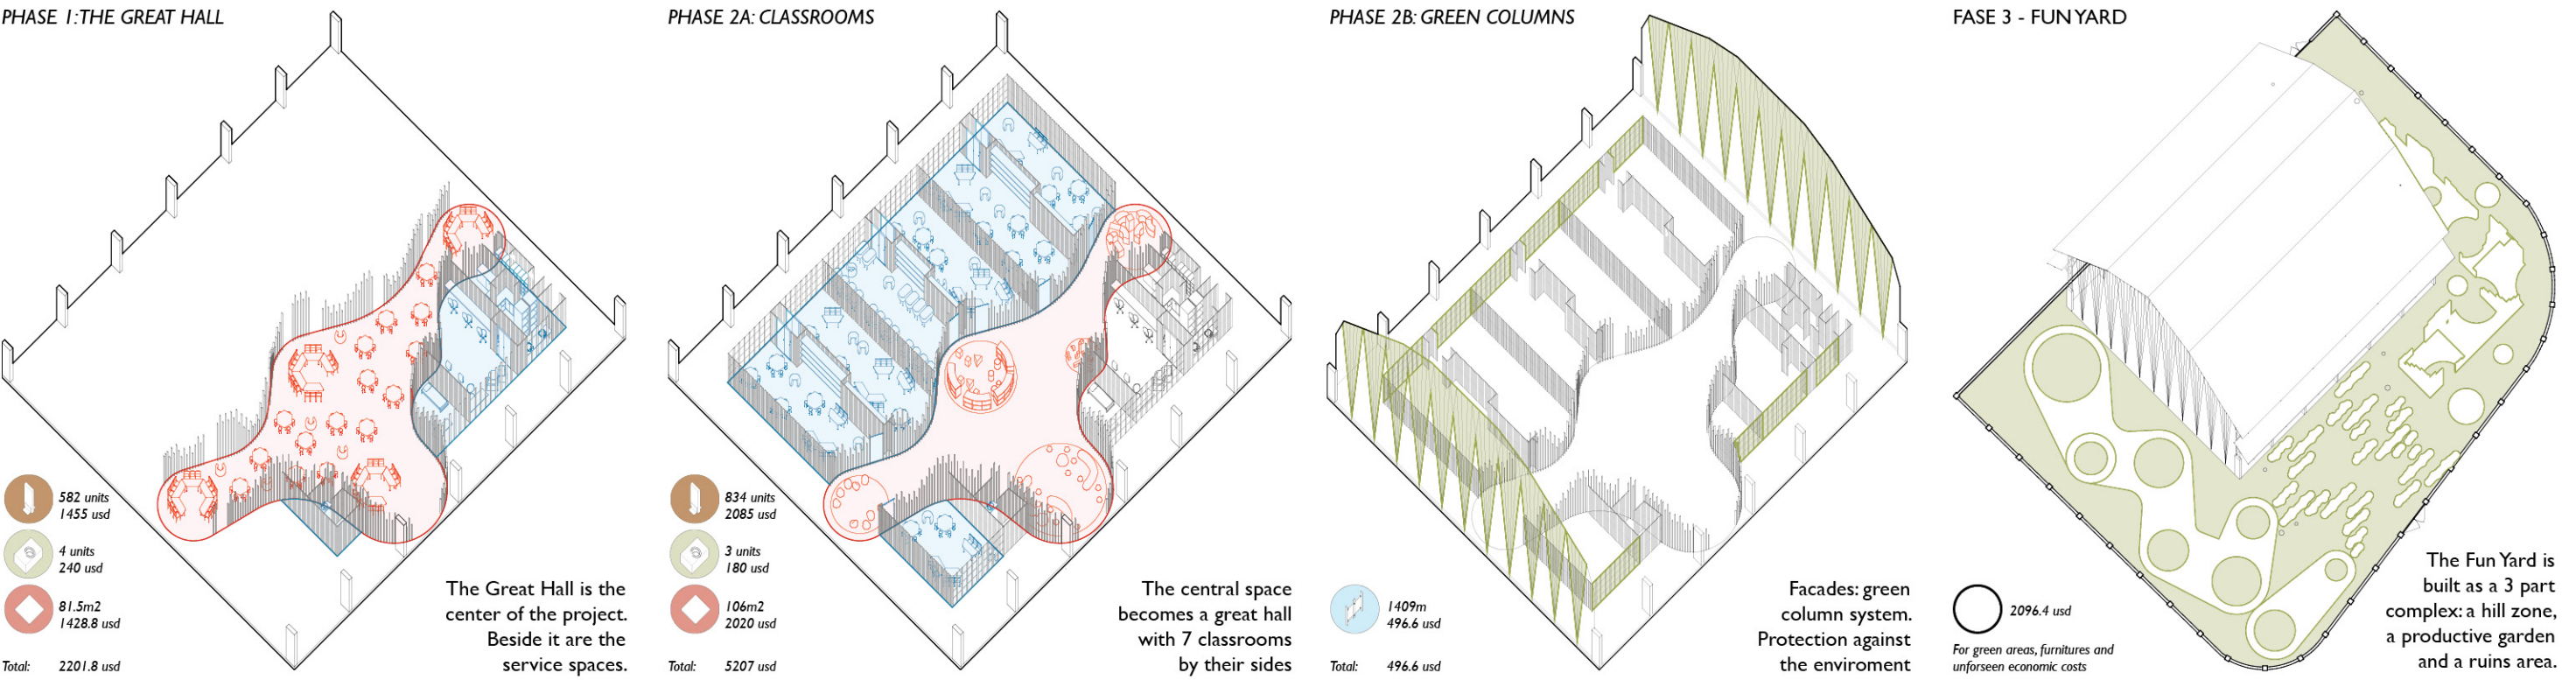 PHASE 1: THE GREAT HALL
582 units
1455 usd
4 units
240 usd
81.5m2
1428.8 usd
Total: 2201.8 usd
The Great Hall is the
center of the project.
Beside it are the
service spaces.
PHASE 2A: CLASSROOMS
834 units
2085 usd
3 units
180 usd
106m2
2020 usd
Total: 5207 usd
The central space
becomes a great hall
with 7 classrooms
by their sides
PHASE 2B: GREEN COLUMNS
1409m
496.6 usd
Total: 496.6 usd
Facades: green
column system.
Protection against
the enviroment
FASE 3 - FUN YARD
2096.4 usd
For green areas, furnitures and
unforseen economic costs
The Fun Yard is
built as a 3 part
complex: a hill zone,
a productive garden
and a ruins area.